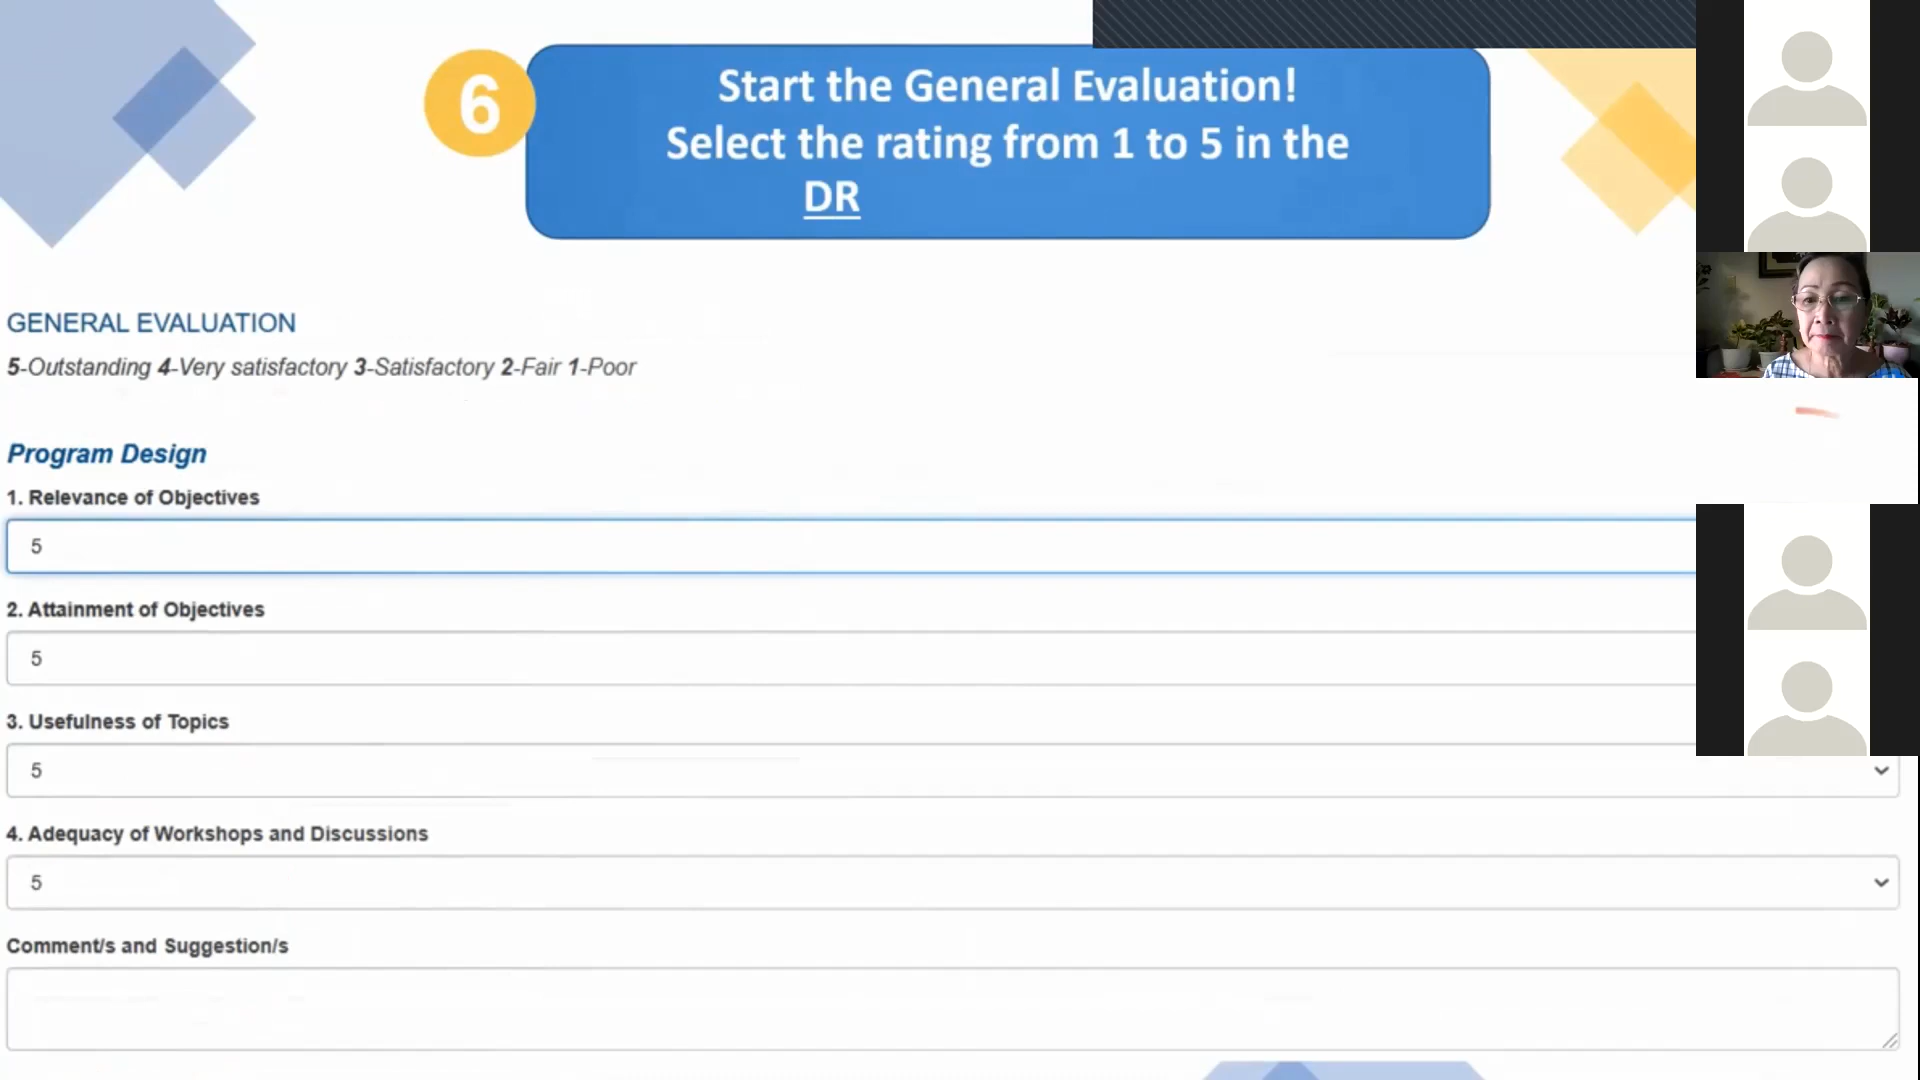 6
Start the General Evaluation!
Select the rating from 1 to 5 in the
DR
GENERAL EVALUATION
5-Outstanding 4-Very satisfactory 3-Satisfactory 2-Fair 1-Poor
Program Design
1. Relevance of Objectives
5
2. Attainment of Objectives
5
3. Usefulness of Topics
5
4. Adequacy of Workshops and Discussions
5
Comment/s and Suggestion/s